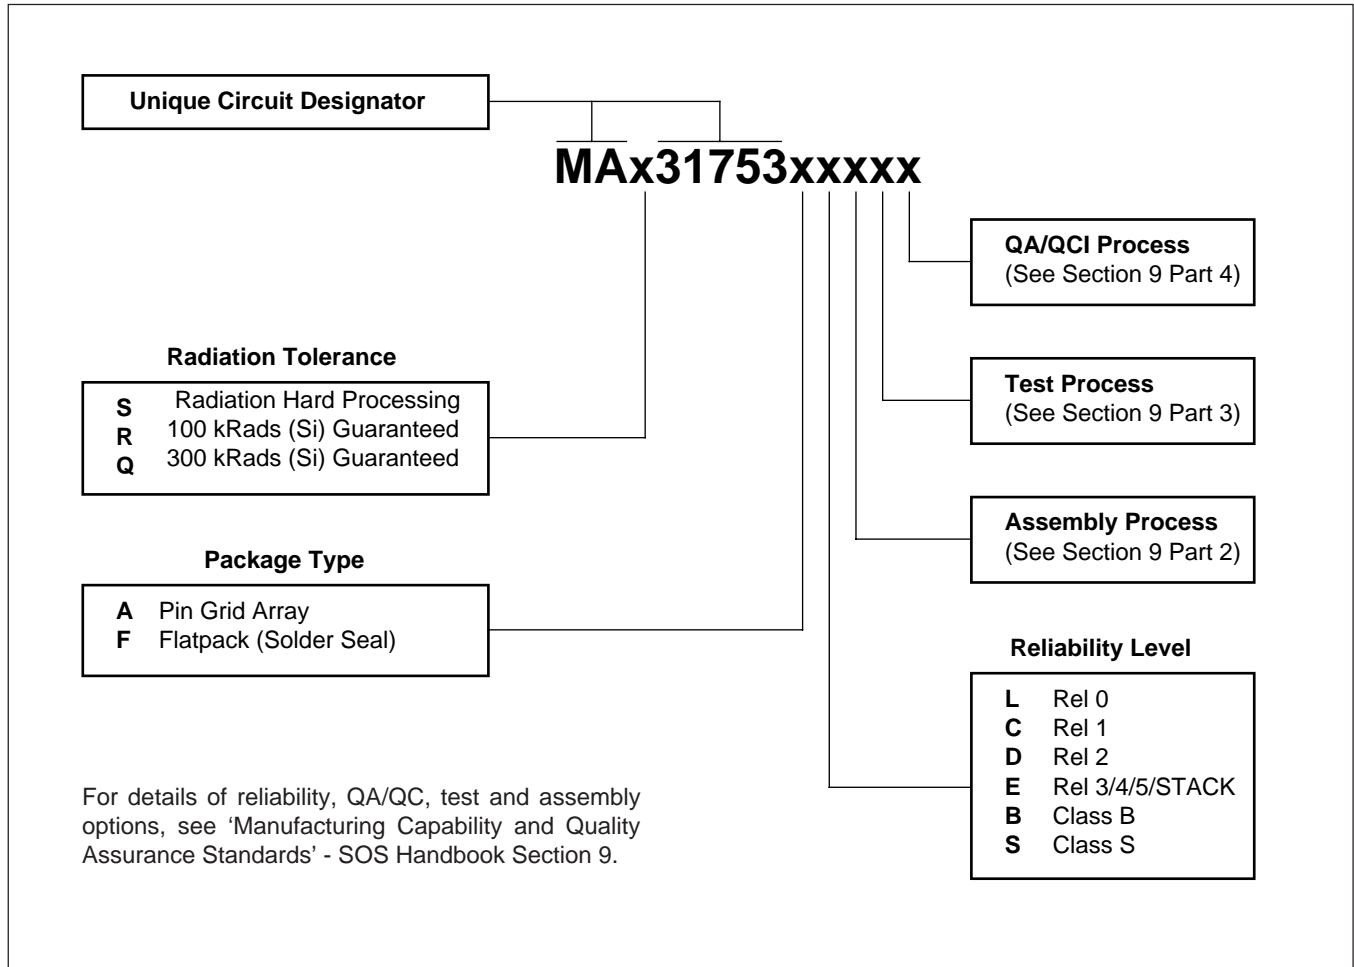 Unique Circuit Designator
MAx31753xxxxx
QA/QCI Process
(See Section 9 Part 4)
Radiation Tolerance
S Radiation Hard Processing
R 100 kRads (Si) Guaranteed
Q 300 kRads (Si) Guaranteed
Test Process
(See Section 9 Part 3)
Assembly Process
(See Section 9 Part 2)
Package Type
A Pin Grid Array
F Flatpack (Solder Seal)
Reliability Level
L Rel 0
C Rel 1
D Rel 2
E Rel 3/4/5/STACK
B Class B
S Class S
For details of reliability, QA/QC, test and assembly
options, see ‘Manufacturing Capability and Quality
Assurance Standards’ - SOS Handbook Section 9.